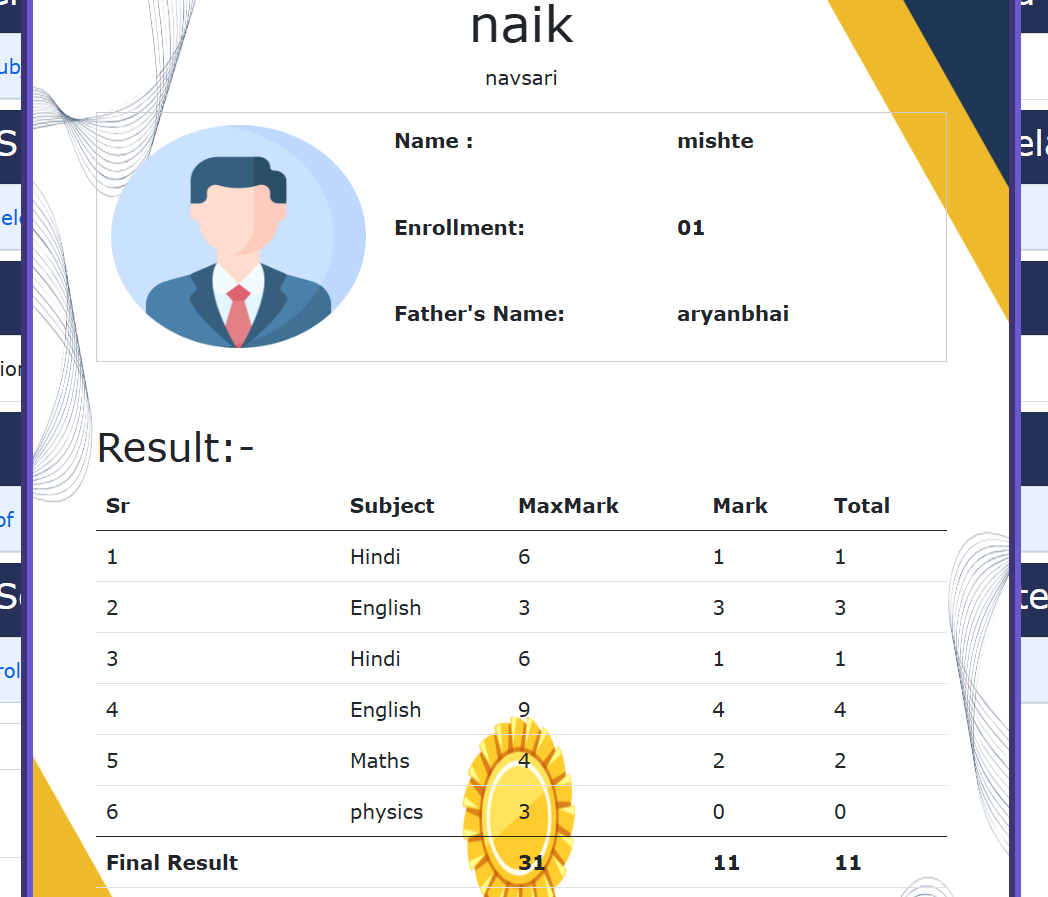 naik
navsari
Name : mishte
Enrollment: 01
Father's Name: aryanbhai
Result:-
Sr Subject MaxMark Mark Total
1 Hindi 6 1 1
2 English 3 3 3
3 Hindi 6 1 1
4 English 9 4 4
5 Maths 4 2 2
6 physics 3 0 0
Final Result 31 11 11